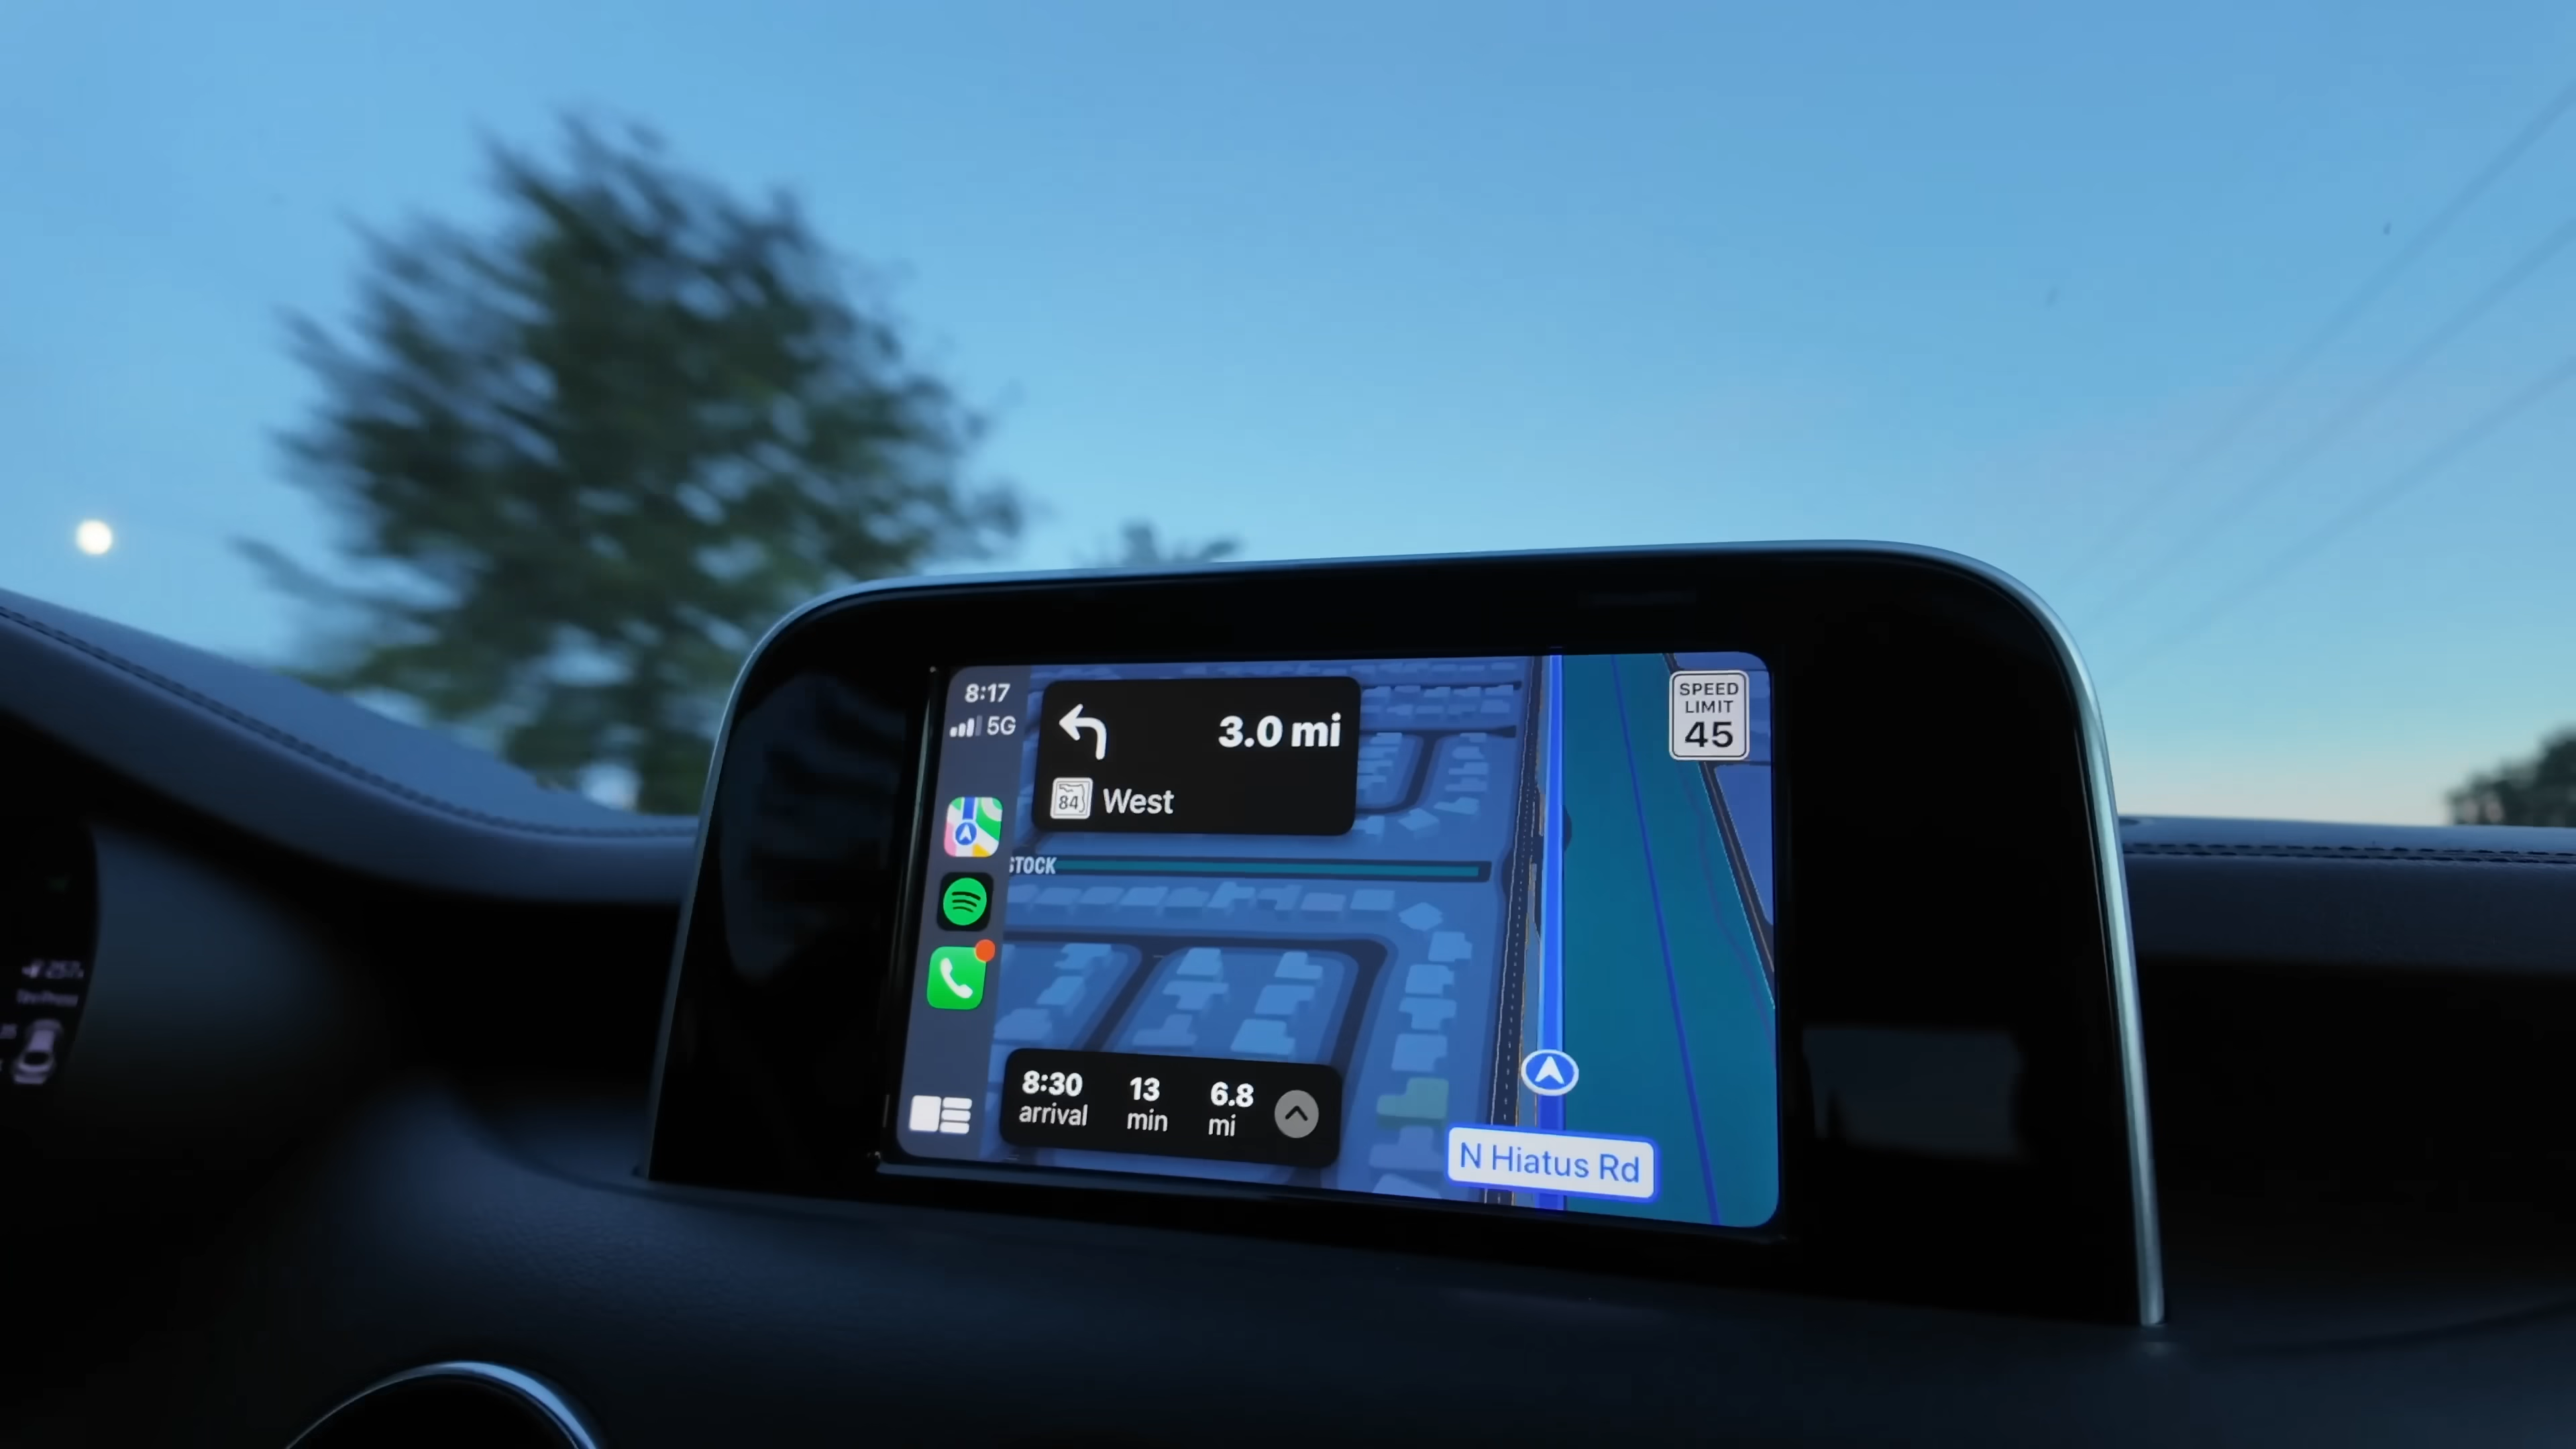 8:17
5G
3.0 mi
84
West
SPEED
LIMIT
45
STOCK
8:30
arrival
13
min
6.8
mi
N Hiatus Rd